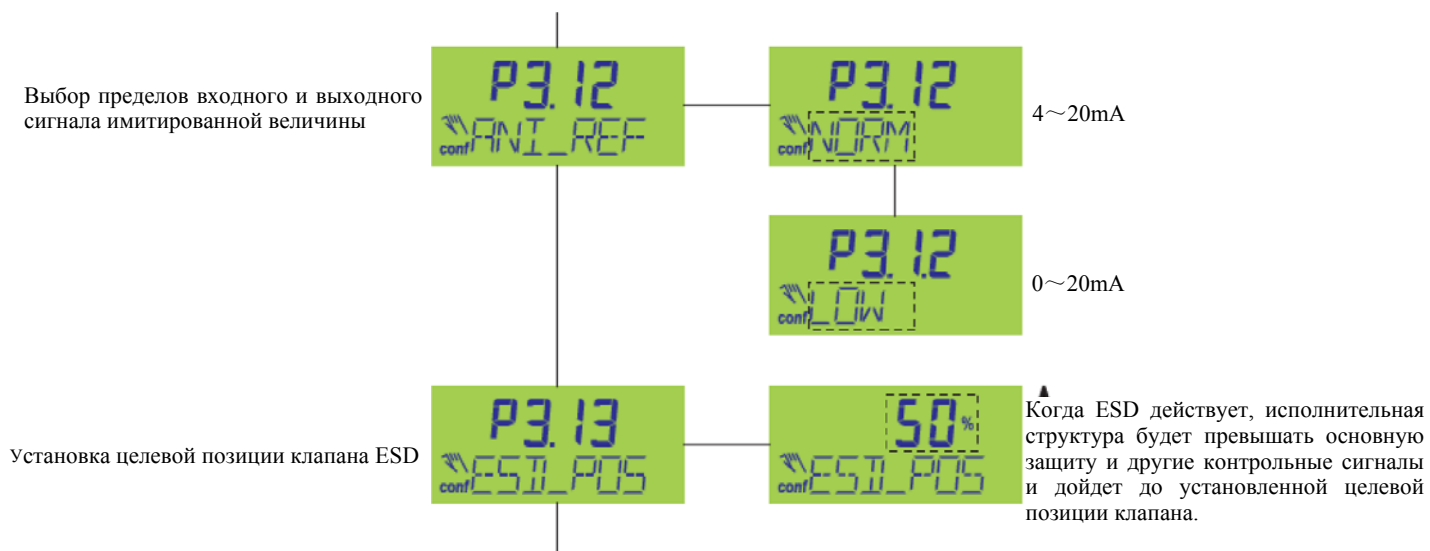 Выбор пределов входного и выходного
сигнала имитированной величины
P3.12
conf ANI_REF
P3.12
conf NORM
4～20mA
P3.1.2
conf LOW
0～20mA
Установка целевой позиции клапана ESD
P3.13
conf ESD_POS
50%
conf ESD_POS
Когда ESD действует, исполнительная
структура будет превышать основную
защиту и другие контрольные сигналы
и дойдет до установленной целевой
позиции клапана.